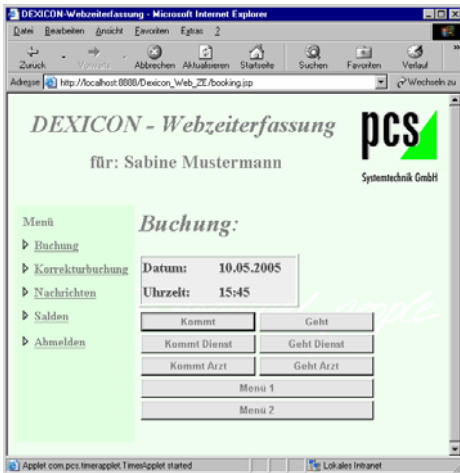 DEXICON-Webzeiterfassung - Microsoft Internet Explorer
Datei Bearbeiten Ansicht Favoriten Extras ?
Zurück Vorwärts Abbrechen Aktualisieren Startseite Suchen Favoriten Verlauf »
Adresse http://localhost:8888/Dexicon_Web_ZE/booking.jsp Wechseln zu
DEXICON - Webzeiterfassung
für: Sabine Mustermann
pcs
Systemtechnik GmbH
Menü
Buchung
Korrekturbuchung
Nachrichten
Salden
Abmelden
Buchung:
Datum: 10.05.2005
Uhrzeit: 15:45
Kommt Geht
Kommt Dienst Geht Dienst
Kommt Arzt Geht Arzt
Menü 1
Menü 2
people
Applet com.pcs.timerapplet.TimerApplet started Lokales Intranet